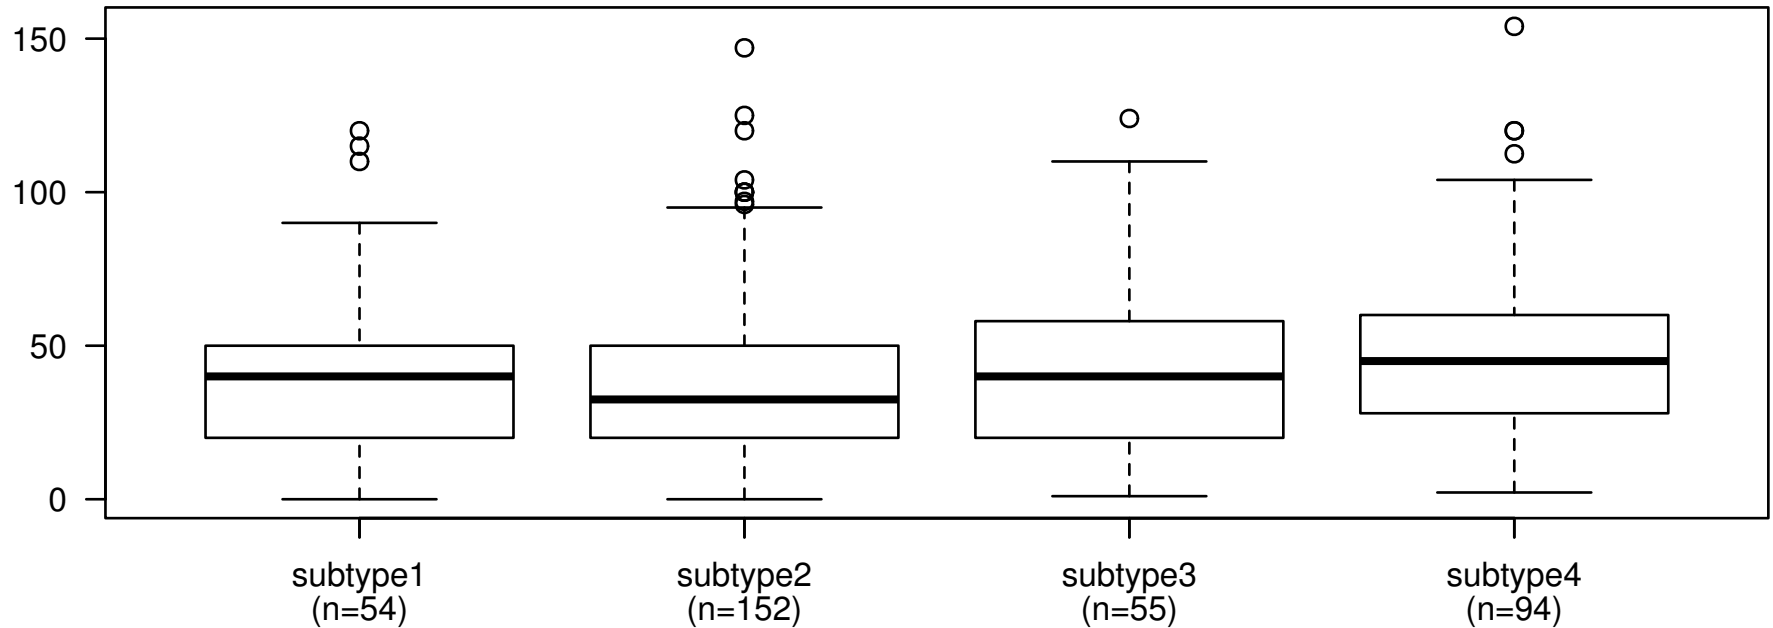 150
100
50
0
subtype1 subtype2 subtype3 subtype4
(n=54) (n=152) (n=55) (n=94)